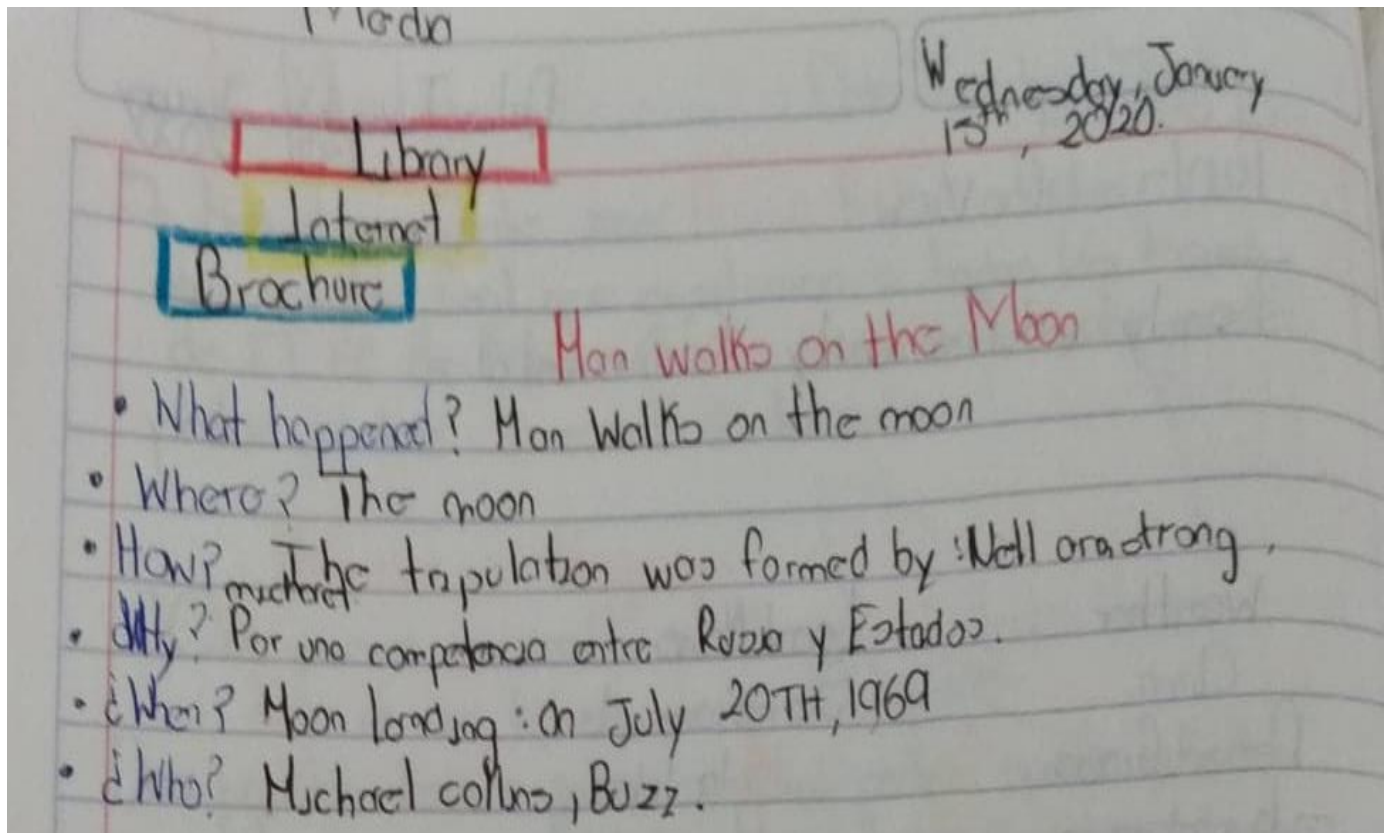 Media
Wednesday, January
15th, 2020.
Library
Internet
Brochure
Man walks on the Moon
• What happened? Man Walks on the moon
• Where? The moon
• How? The tripulation was formed by: Neil armstrong,
• Why? Por una competencia entre Rusia y Estados.
• ¿When? Moon landing: on July 20TH, 1969
• ¿Who? Michael collins, Buzz.